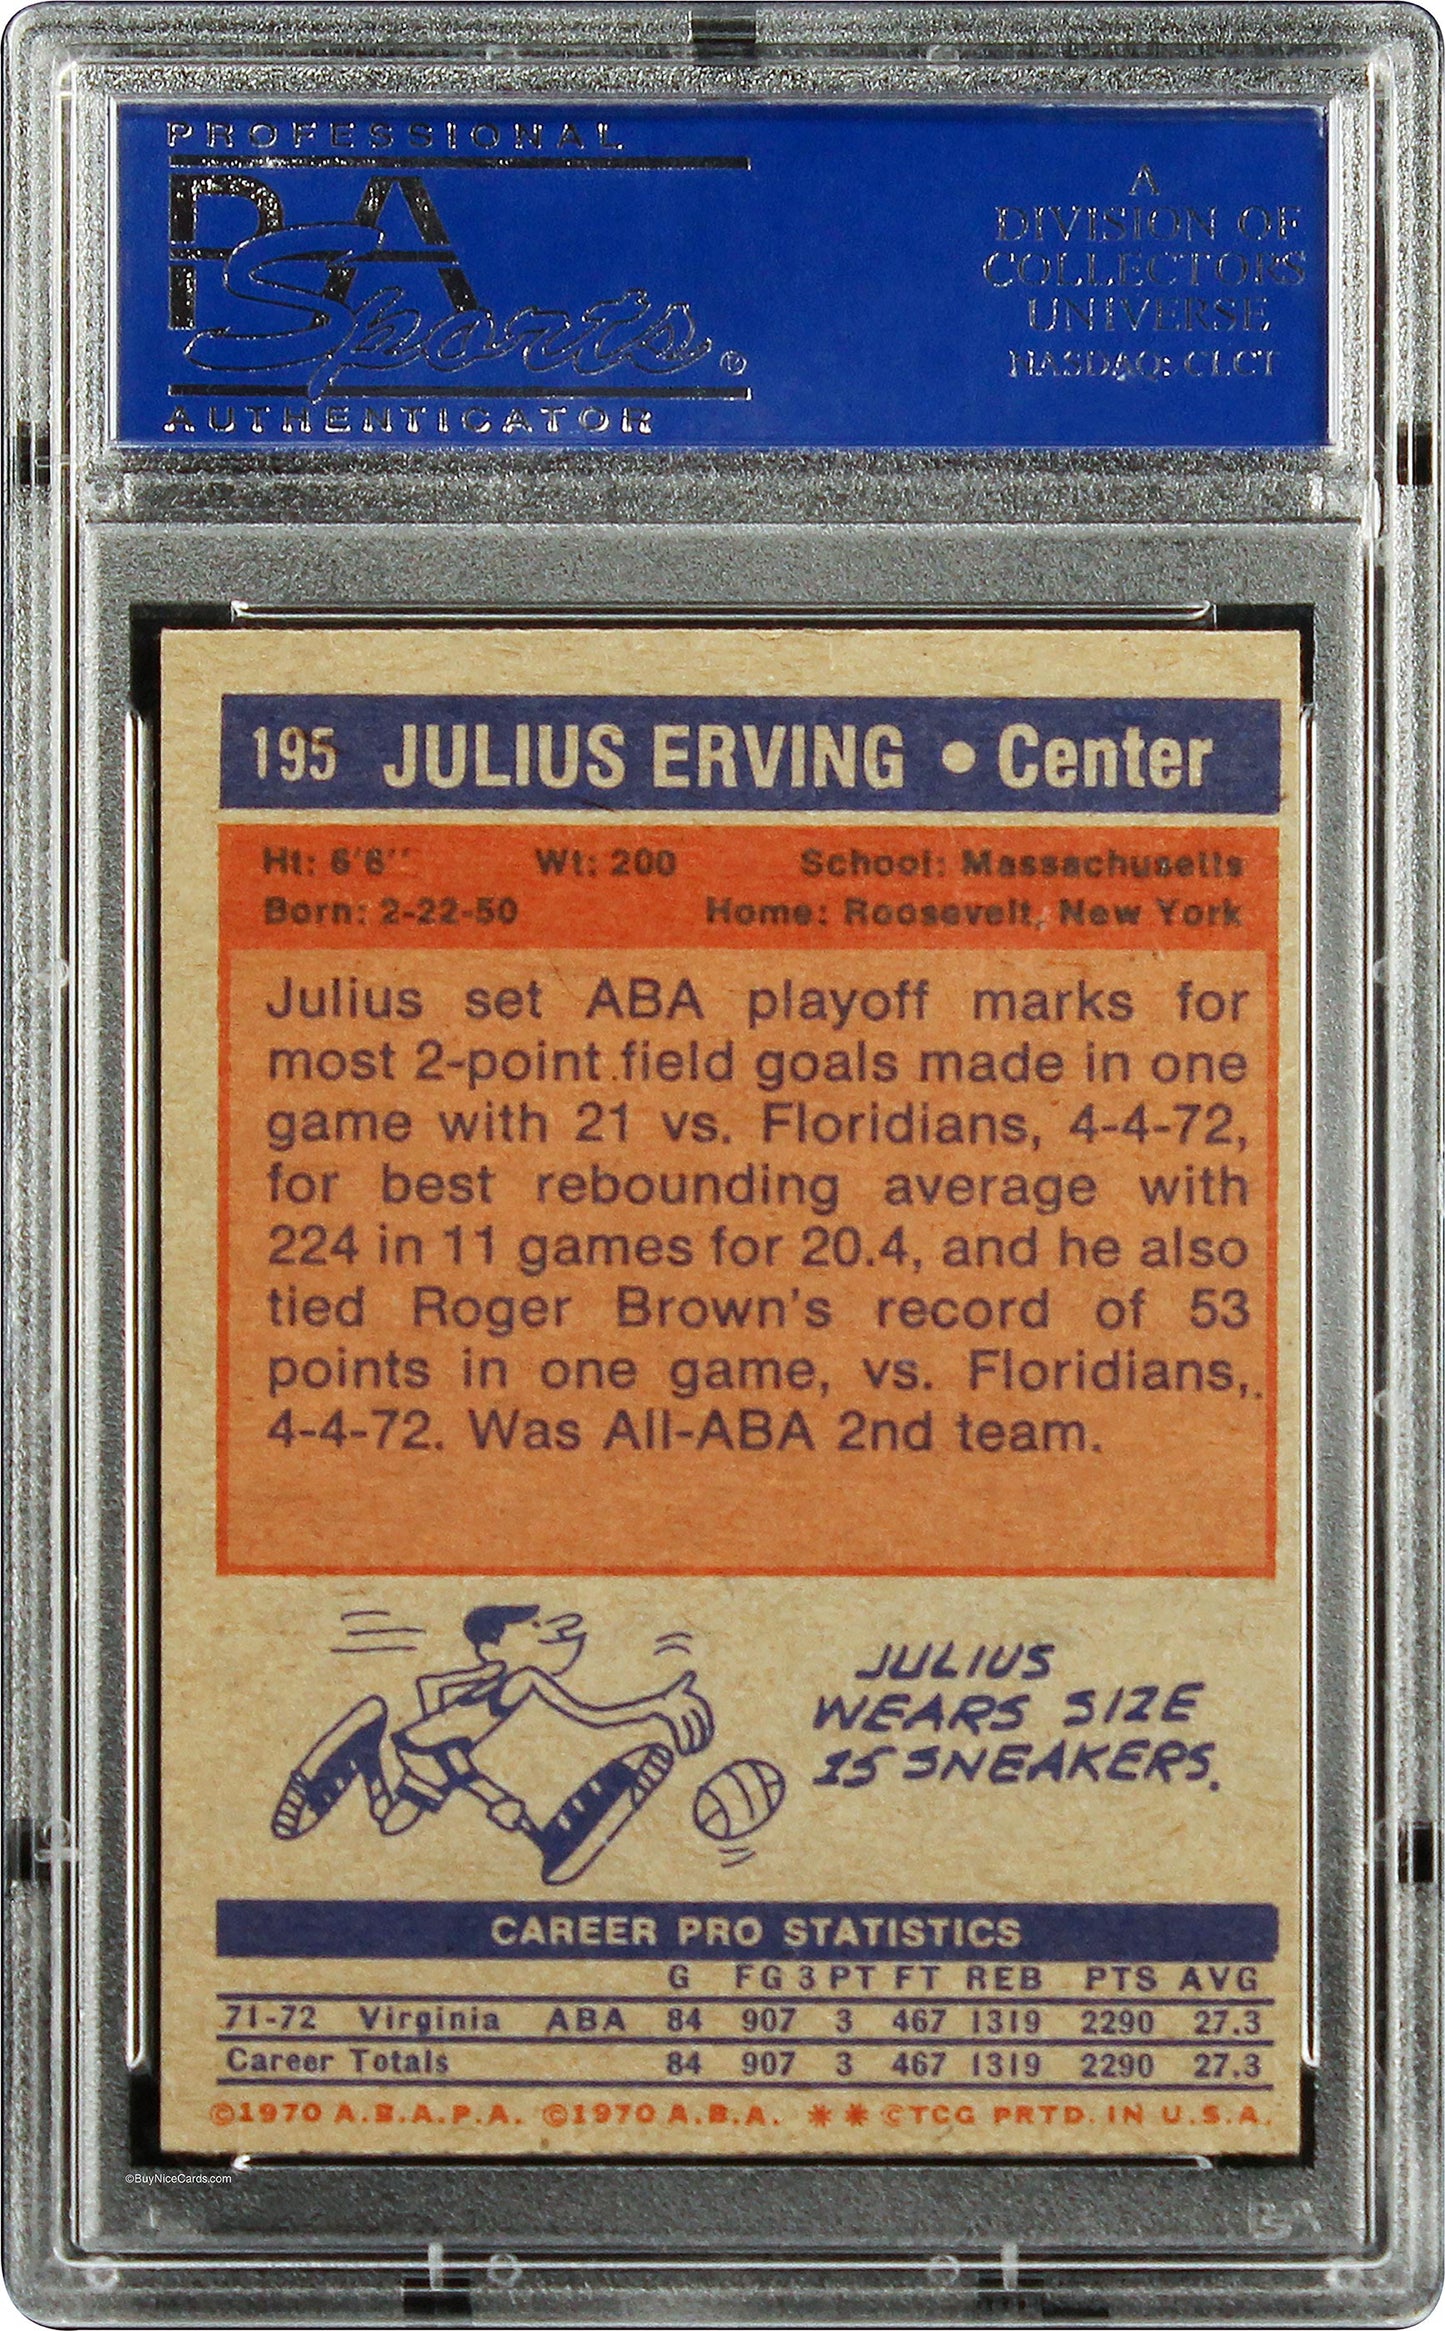 PROFESSIONAL
PSA
Sports®
AUTHENTICATOR
A
DIVISION OF
COLLECTORS
UNIVERSE
NASDAQ: CLCT
195 JULIUS ERVING • Center
Ht: 6'6" Wt: 200 School: Massachusetts
Born: 2-22-50 Home: Roosevelt, New York
Julius set ABA playoff marks for
most 2-point field goals made in one
game with 21 vs. Floridians, 4-4-72,
for best rebounding average with
224 in 11 games for 20.4, and he also
tied Roger Brown's record of 53
points in one game, vs. Floridians,
4-4-72. Was All-ABA 2nd team.
JULIUS
WEARS SIZE
15 SNEAKERS.
CAREER PRO STATISTICS
G FG 3 PT FT REB PTS AVG
71-72 Virginia ABA 84 907 3 467 1319 2290 27.3
Career Totals 84 907 3 467 1319 2290 27.3
©1970 A.B.A.P.A. ©1970 A.B.A. ** ©TCG PRTD. IN U.S.A.
©BuyNiceCards.com
PSA